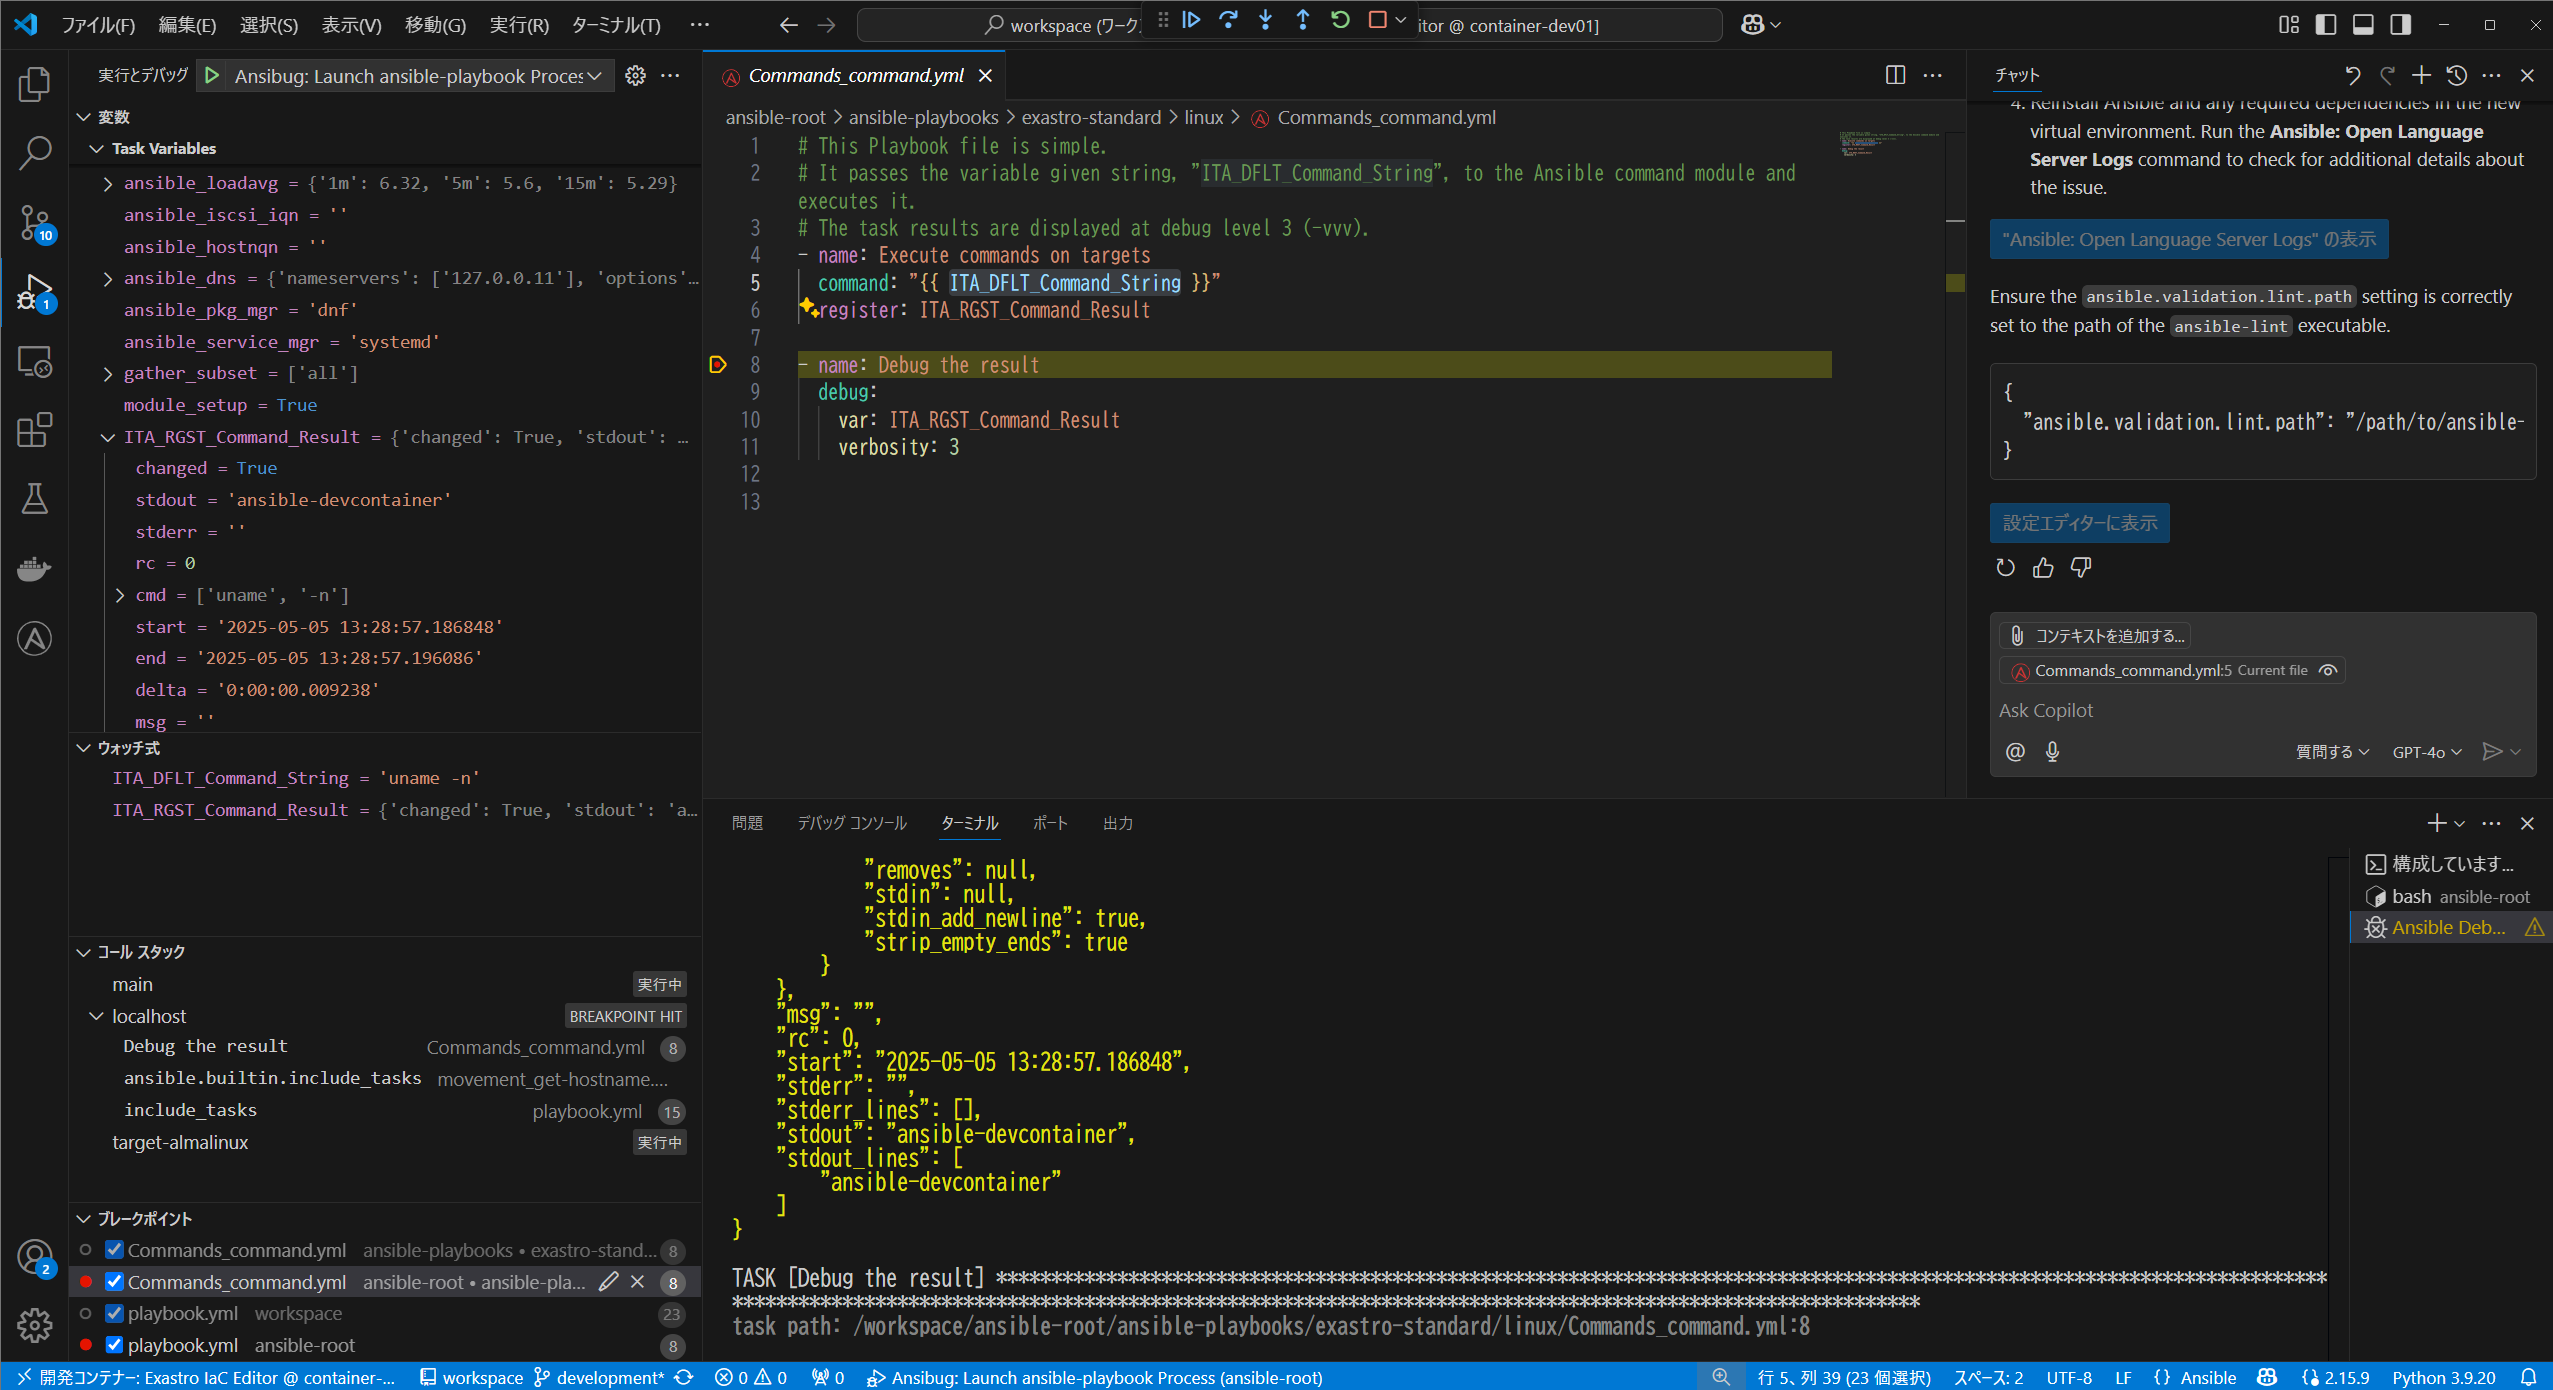 ファイル(F) 編集(E) 選択(S) 表示(V) 移動(G) 実行(R) ターミナル(T) ···
workspace (ワーク
itor @ container-dev01]
実行とデバッグ Ansibug: Launch ansible-playbook Proces
変数
Task Variables
ansible_loadavg = {'1m': 6.32, '5m': 5.6, '15m': 5.29}
ansible_iscsi_iqn = ''
ansible_hostnqn = ''
ansible_dns = {'nameservers': ['127.0.0.11'], 'options'...
ansible_pkg_mgr = 'dnf'
ansible_service_mgr = 'systemd'
gather_subset = ['all']
module_setup = True
ITA_RGST_Command_Result = {'changed': True, 'stdout': ...
changed = True
stdout = 'ansible-devcontainer'
stderr = ''
rc = 0
cmd = ['uname', '-n']
start = '2025-05-05 13:28:57.186848'
end = '2025-05-05 13:28:57.196086'
delta = '0:00:00.009238'
msg = ''
ウォッチ式
ITA_DFLT_Command_String = 'uname -n'
ITA_RGST_Command_Result = {'changed': True, 'stdout': 'a...
コール スタック
main 実行中
localhost BREAKPOINT HIT
Debug the result Commands_command.yml 8
ansible.builtin.include_tasks movement_get-hostname....
include_tasks playbook.yml 15
target-almalinux 実行中
ブレークポイント
Commands_command.yml ansible-playbooks • exastro-stand... 8
Commands_command.yml ansible-root • ansible-pla... 8
playbook.yml workspace 23
playbook.yml ansible-root 8
10
1
2
Commands_command.yml
ansible-root > ansible-playbooks > exastro-standard > linux > Commands_command.yml
1 # This Playbook file is simple.
2 # It passes the variable given string, "ITA_DFLT_Command_String", to the Ansible command module and
executes it.
3 # The task results are displayed at debug level 3 (-vvv).
4 - name: Execute commands on targets
5 command: "{{ ITA_DFLT_Command_String }}"
6 register: ITA_RGST_Command_Result
7
8 - name: Debug the result
9 debug:
10 var: ITA_RGST_Command_Result
11 verbosity: 3
12
13
チャット
4. Reinstall Ansible and any required dependencies in the new
virtual environment. Run the Ansible: Open Language
Server Logs command to check for additional details about
the issue.
"Ansible: Open Language Server Logs" の表示
Ensure the ansible.validation.lint.path setting is correctly
set to the path of the ansible-lint executable.
{
"ansible.validation.lint.path": "/path/to/ansible-
}
設定エディターに表示
コンテキストを追加する...
Commands_command.yml:5 Current file
Ask Copilot
@ 質問する GPT-4o
問題 デバッグ コンソール ターミナル ポート 出力
"removes": null,
"stdin": null,
"stdin_add_newline": true,
"strip_empty_ends": true
}
},
"msg": "",
"rc": 0,
"start": "2025-05-05 13:28:57.186848",
"stderr": "",
"stderr_lines": [],
"stdout": "ansible-devcontainer",
"stdout_lines": [
"ansible-devcontainer"
]
}
TASK [Debug the result] ****************************************************************************************************************************
************************************************************************************************************
task path: /workspace/ansible-root/ansible-playbooks/exastro-standard/linux/Commands_command.yml:8
構成しています...
bash ansible-root
Ansible Deb...
開発コンテナー: Exastro IaC Editor @ container-... workspace development* 0 0 0 Ansibug: Launch ansible-playbook Process (ansible-root) 行 5、列 39 (23 個選択) スペース: 2 UTF-8 LF {} Ansible 2.15.9 Python 3.9.20